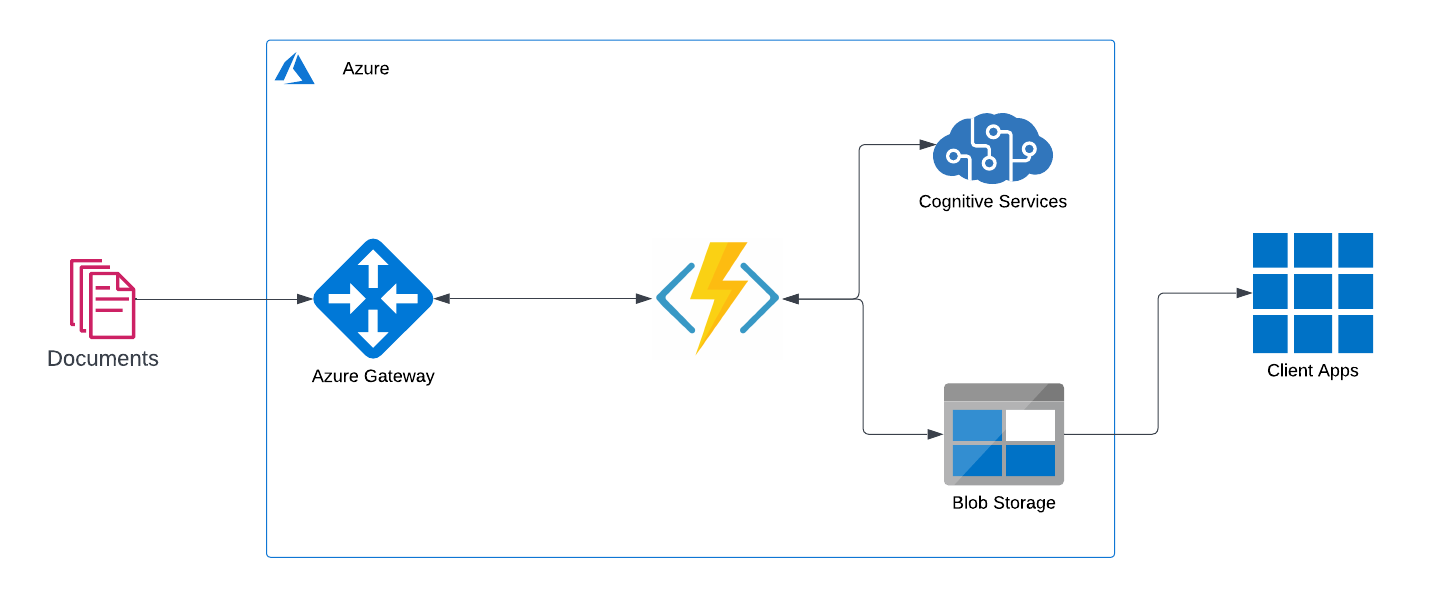 Azure
Cognitive Services
Documents
Azure Gateway
Client Apps
Blob Storage